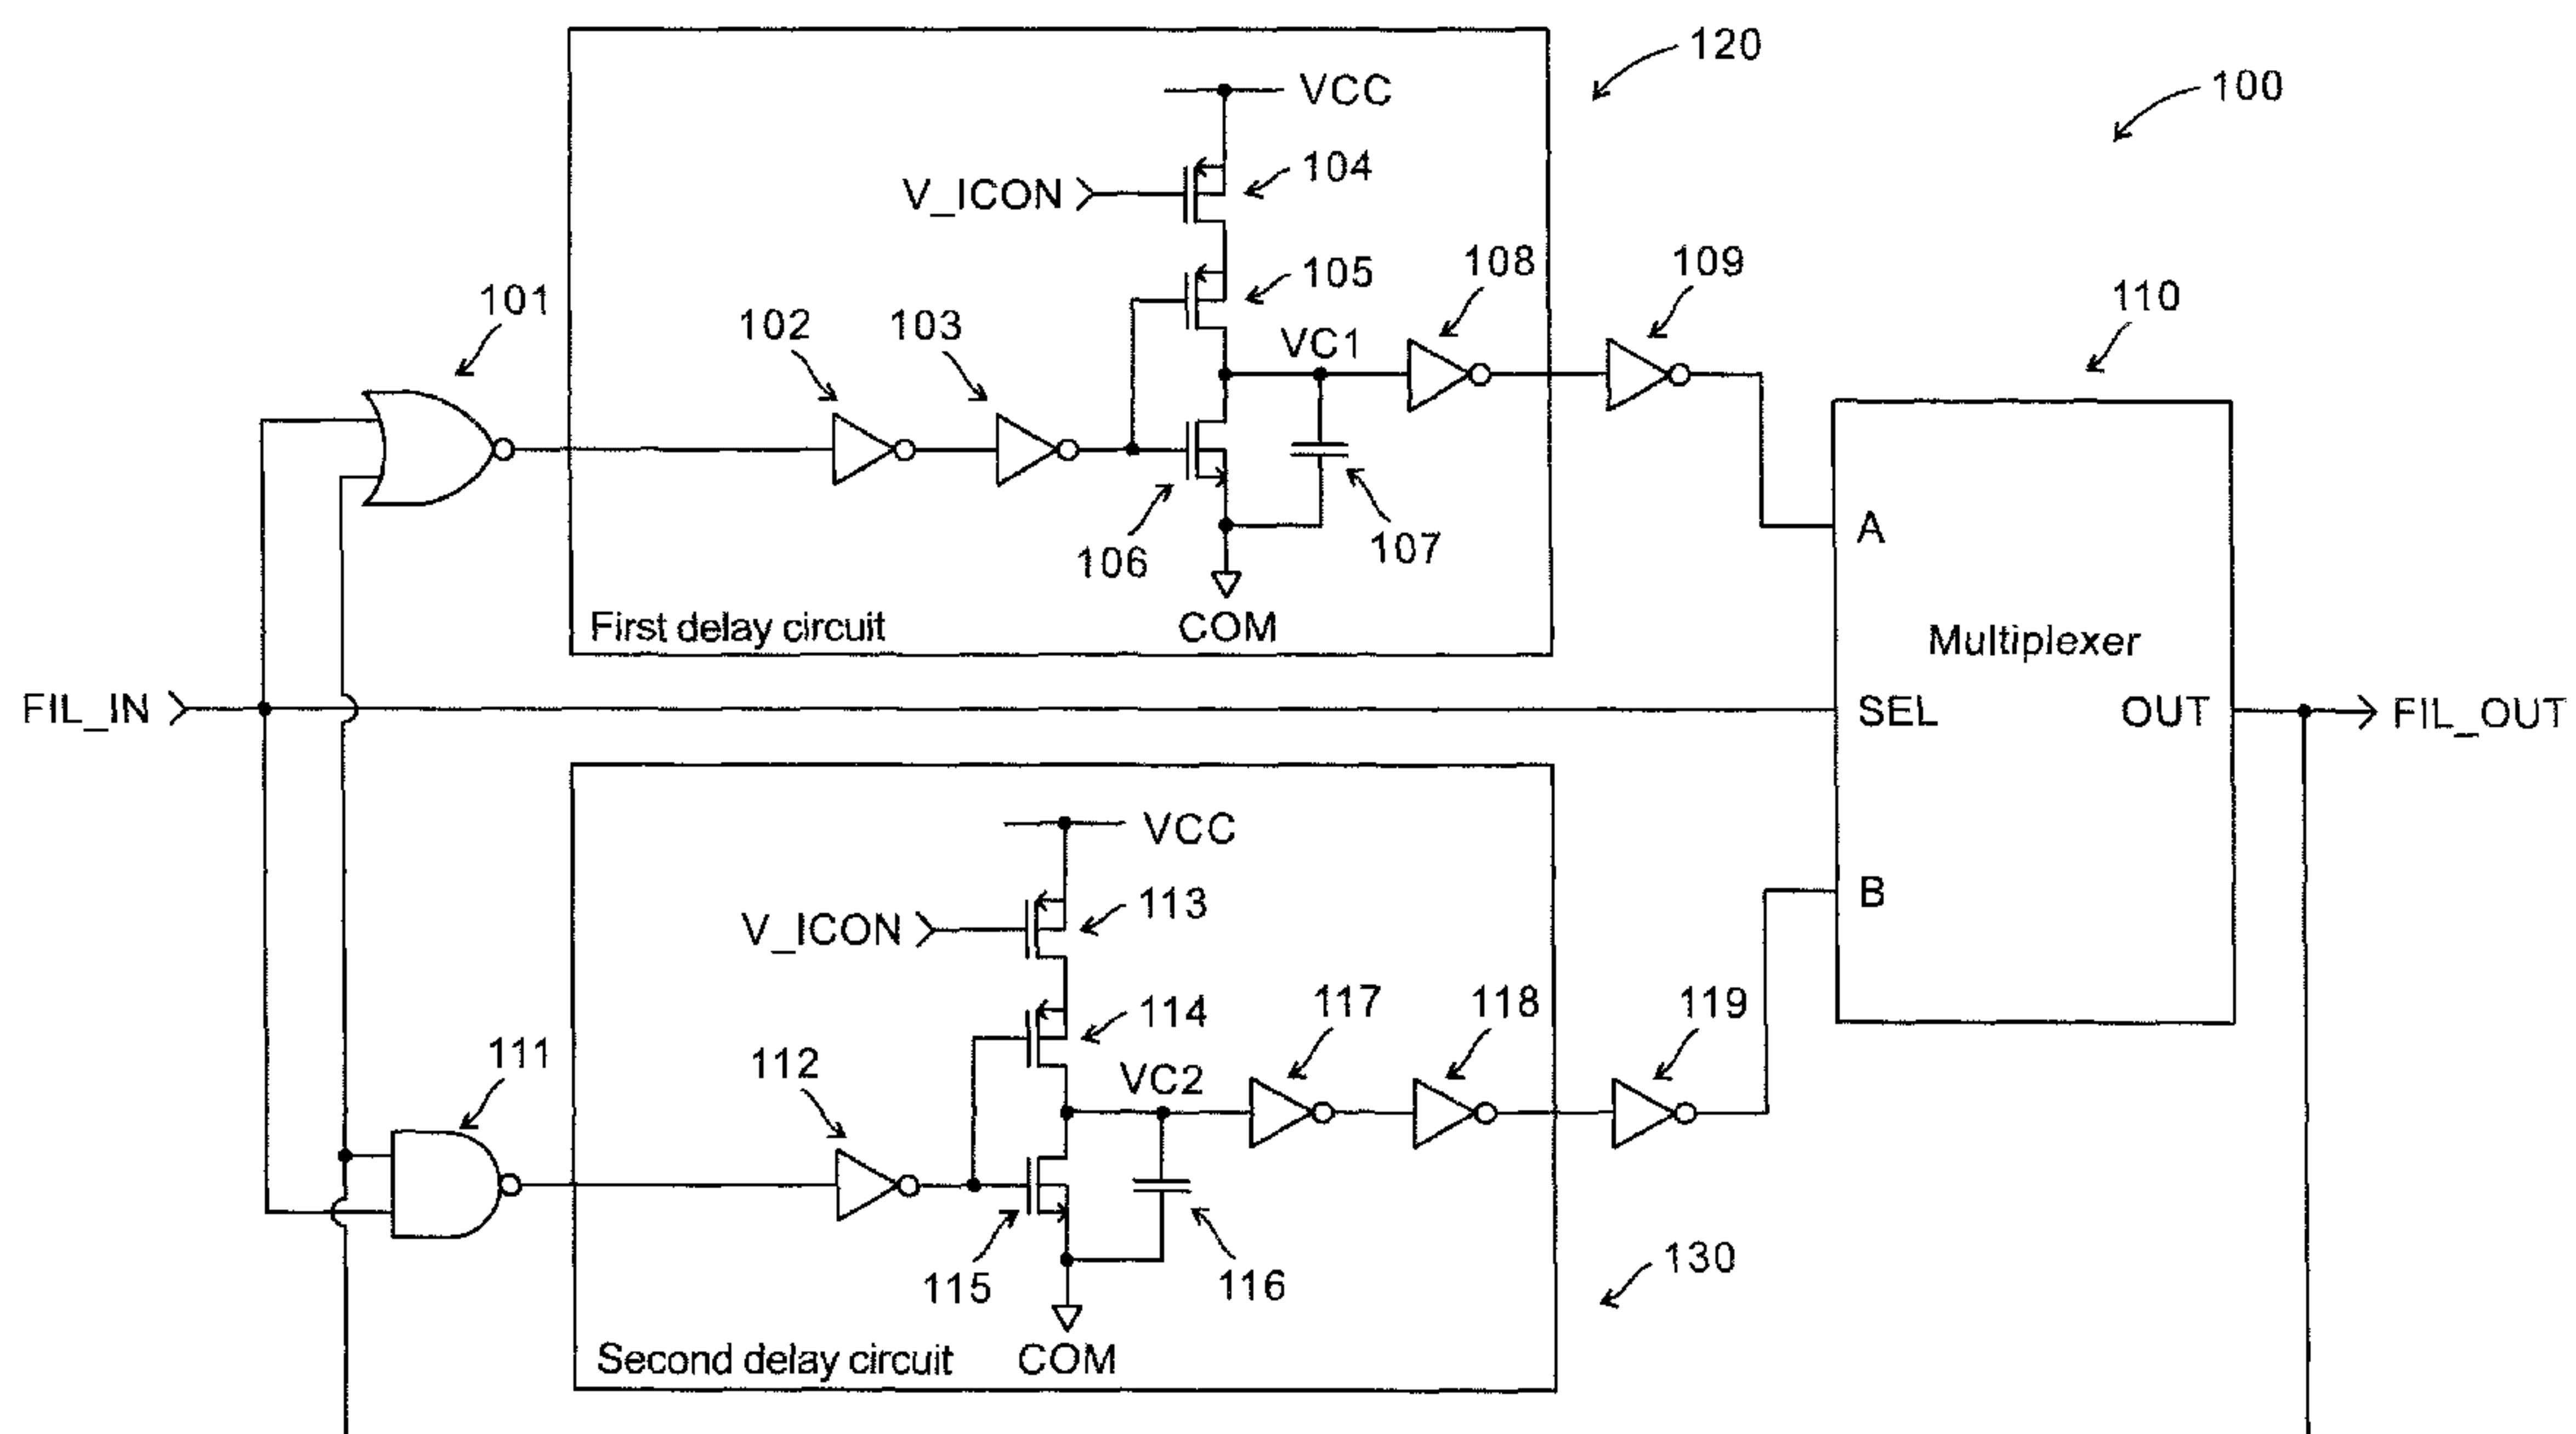 120
VCC
100
104
V_ICON
105
108
109
110
101
102
103
VC1
A
106
107
First delay circuit
COM
Multiplexer
FIL_IN
SEL
OUT
FIL_OUT
VCC
B
V_ICON
113
114
117
118
119
111
112
VC2
115
116
130
Second delay circuit
COM